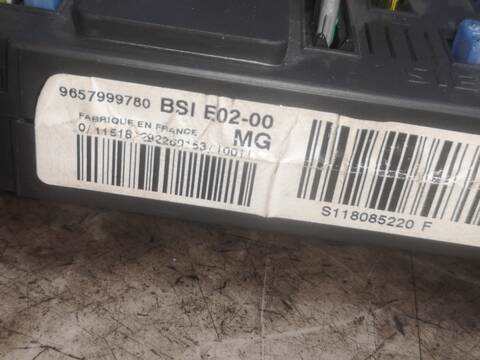 9657999780 BSI E02-00
FABRIQUE EN FRANCE MG
S118085220 F